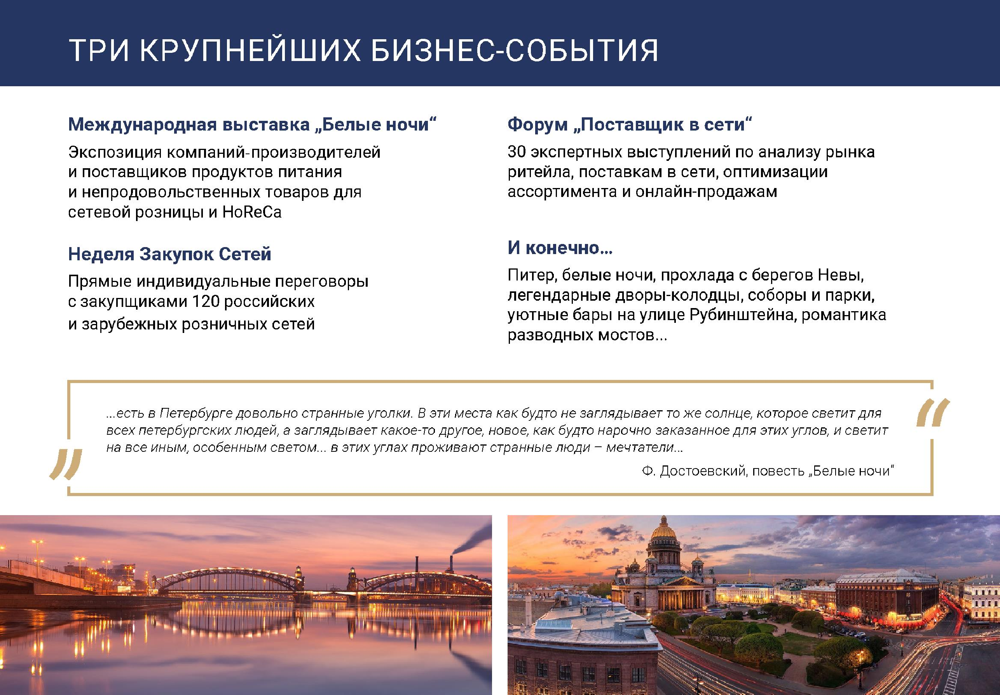 ТРИ КРУПНЕЙШИХ БИЗНЕС-СОБЫТИЯ
Международная выставка „Белые ночи“
Экспозиция компаний-производителей
и поставщиков продуктов питания
и непродовольственных товаров для
сетевой розницы и HoReCa
Неделя Закупок Сетей
Прямые индивидуальные переговоры
с закупщиками 120 российских
и зарубежных розничных сетей
Форум „Поставщик в сети“
30 экспертных выступлений по анализу рынка
ритейла, поставкам в сети, оптимизации
ассортимента и онлайн-продажам
И конечно...
Питер, белые ночи, прохлада с берегов Невы,
легендарные дворы-колодцы, соборы и парки,
уютные бары на улице Рубинштейна, романтика
разводных мостов...
...есть в Петербурге довольно странные уголки. В эти места как будто не заглядывает то же солнце, которое светит для
всех петербургских людей, а заглядывает какое-то другое, новое, как будто нарочно заказанное для этих углов, и светит
на все иным, особенным светом... в этих углах проживают странные люди – мечтатели...
Ф. Достоевский, повесть „Белые ночи“